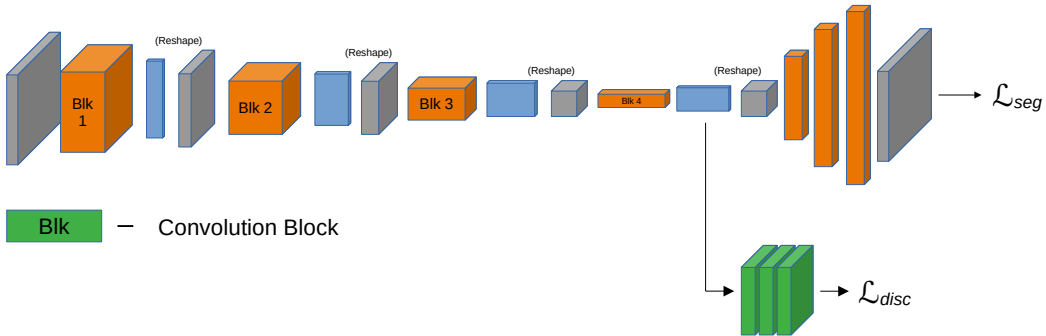 (Reshape)
(Reshape)
(Reshape)
(Reshape)
Blk
1
Blk 2
Blk 3
Blk 4
ℒseg
Blk – Convolution Block
ℒdisc